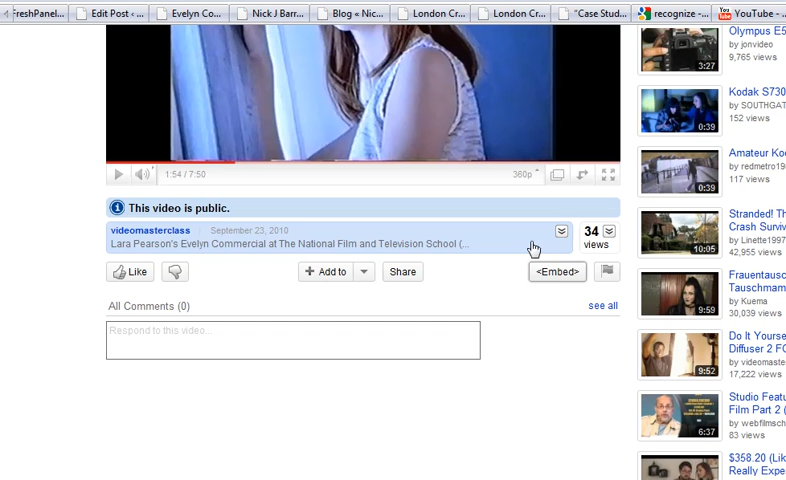 FreshPanel... Edit Post ‹ ... Evelyn Co... Nick J Barr... Blog « Nic... London Cr... London Cr... "Case Stud... recognize -... YouTube - ...
1:54 / 7:50 360p
This video is public.
videomasterclass September 23, 2010
Lara Pearson's Evelyn Commercial at The National Film and Television School (...
34
views
Like Add to Share <Embed>
All Comments (0) see all
Respond to this video...
Olympus E5
by jonvideo
9,765 views
3:27
Kodak S730
by SOUTHGAT
152 views
0:39
Amateur Ko
by redmetro19
117 views
0:39
Stranded! Th
Crash Surviv
by Linette1997
42,955 views
10:05
Frauentausc
Tauschmam
by Kuema
30,039 views
9:59
Do It Yourse
Diffuser 2 FO
by videomaste
17,222 views
9:52
Studio Featu
Film Part 2 (
by webfilmsch
83 views
6:37
$358.20 (Lik
Really Expe